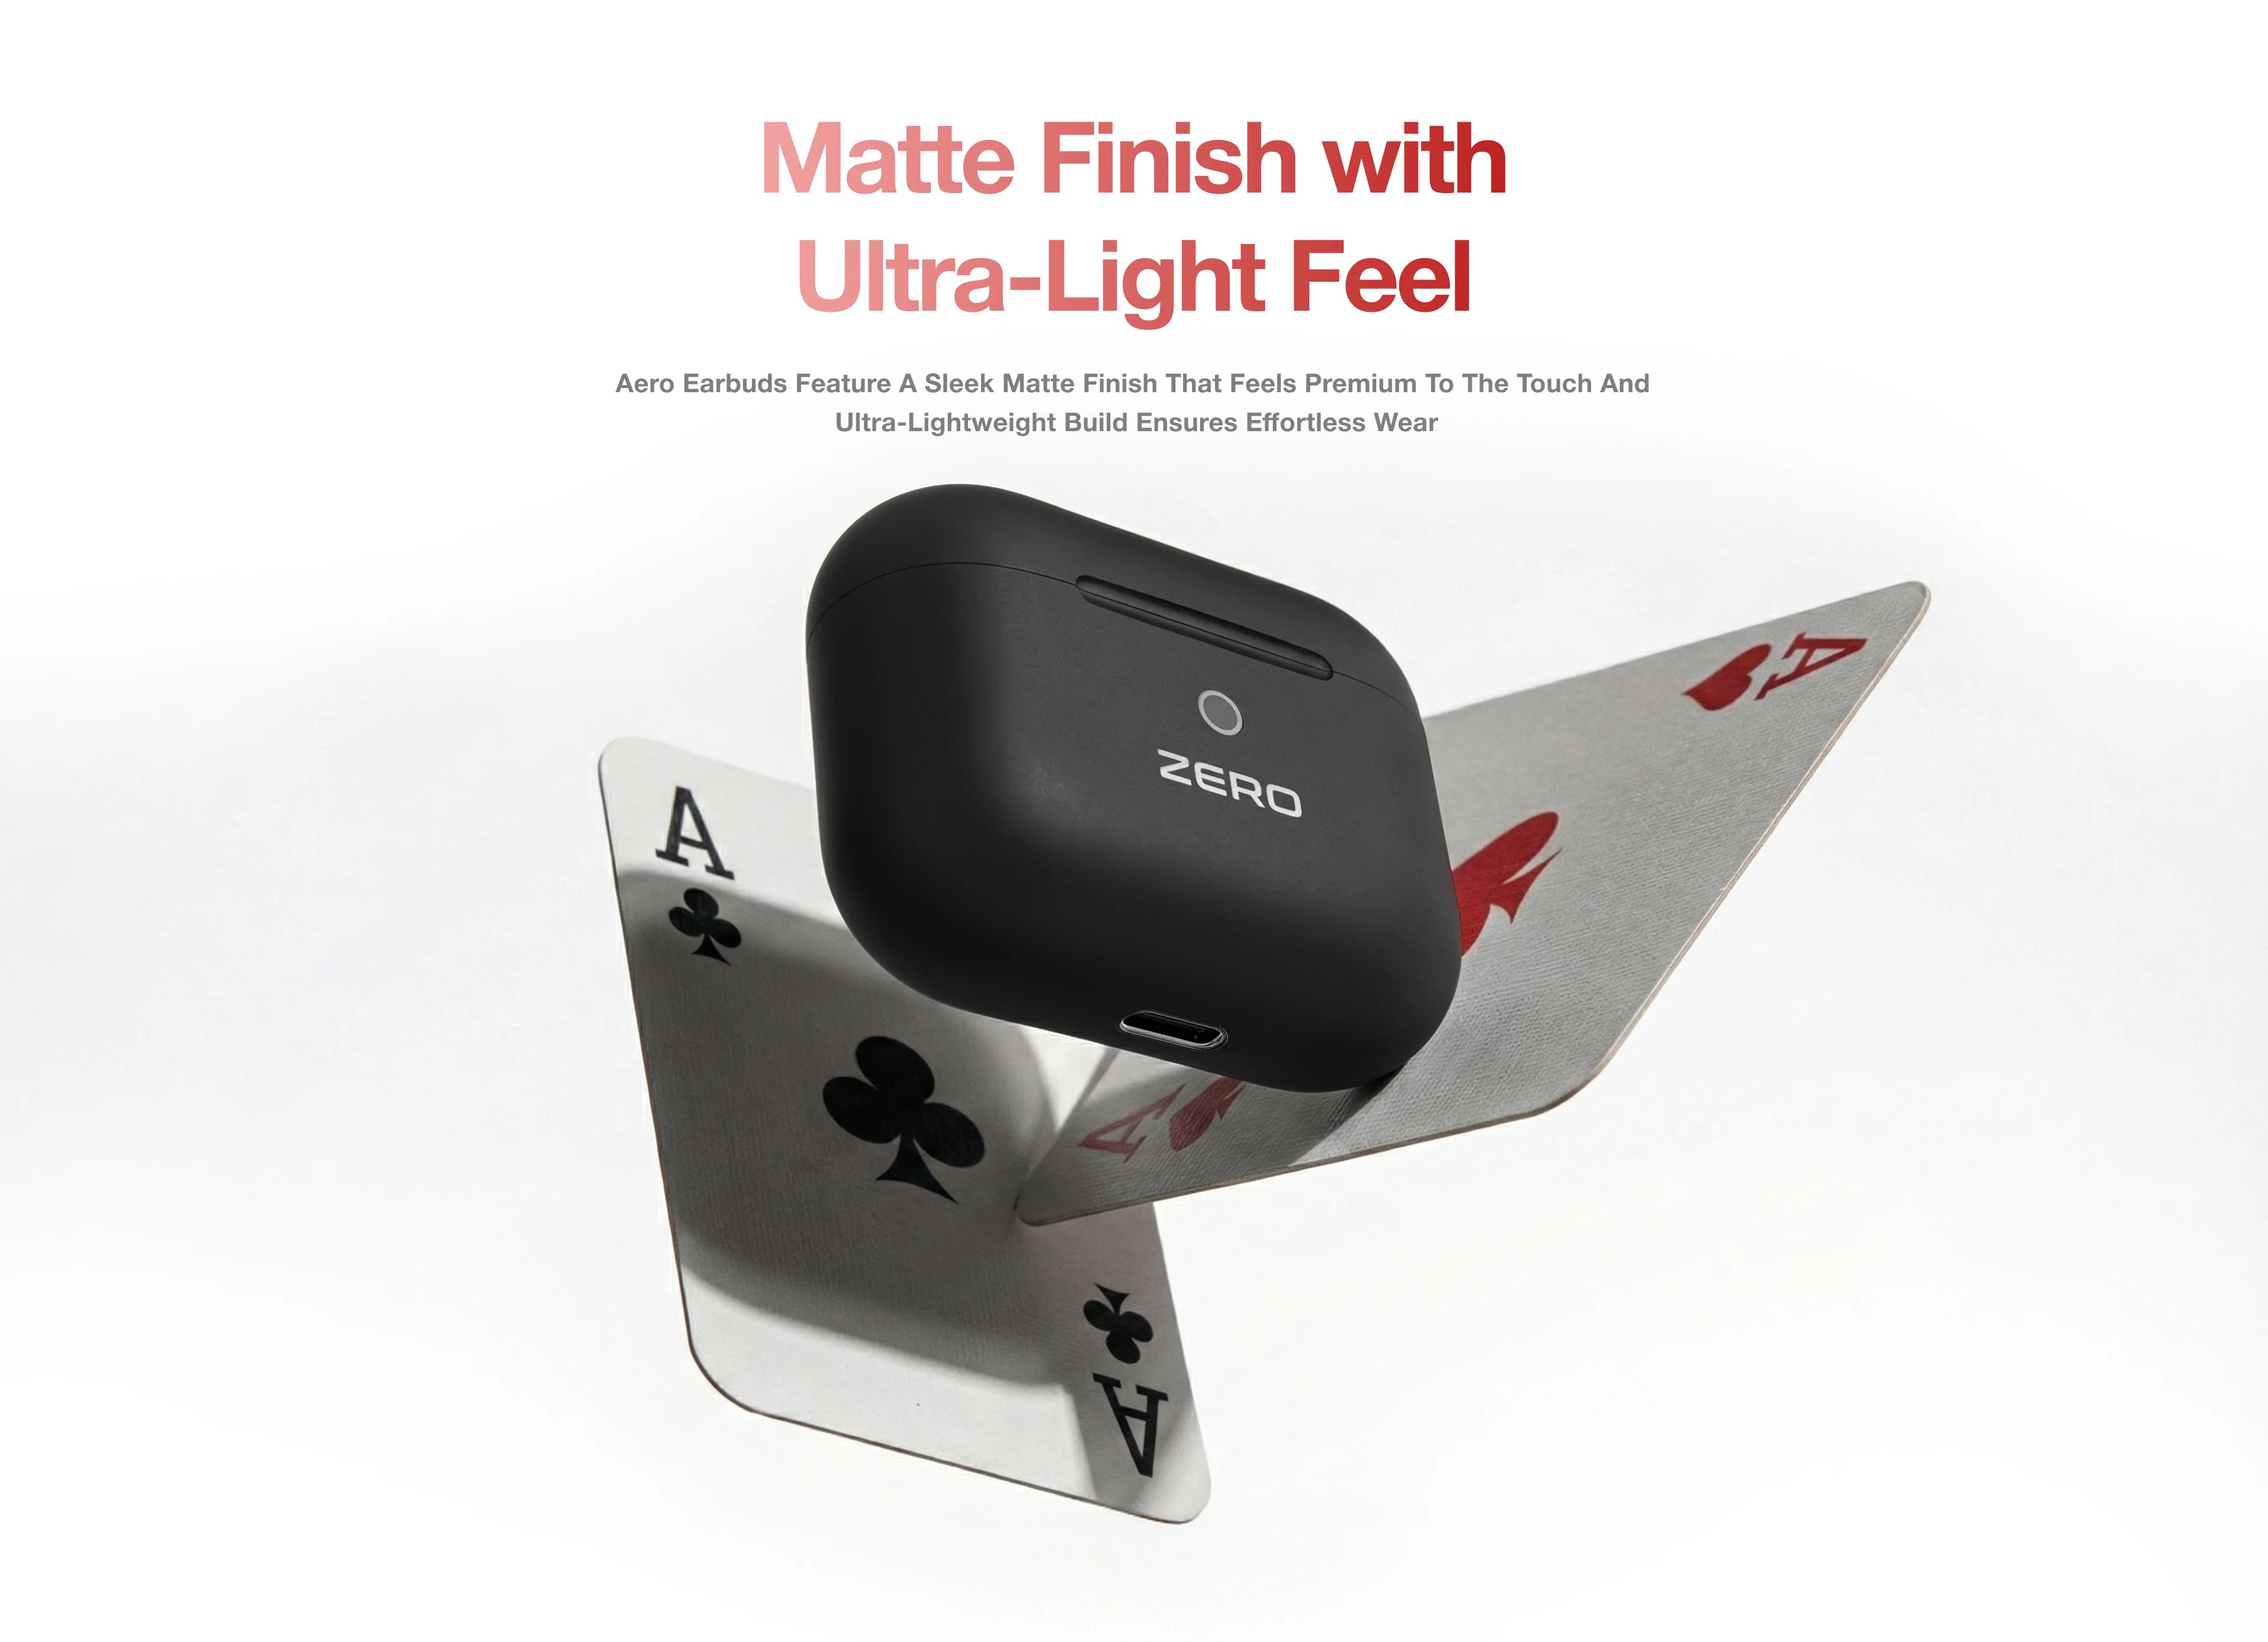 Matte Finish with
Ultra-Light Feel
Aero Earbuds Feature A Sleek Matte Finish That Feels Premium To The Touch And
Ultra-Lightweight Build Ensures Effortless Wear
ZERO
A
A
A
A